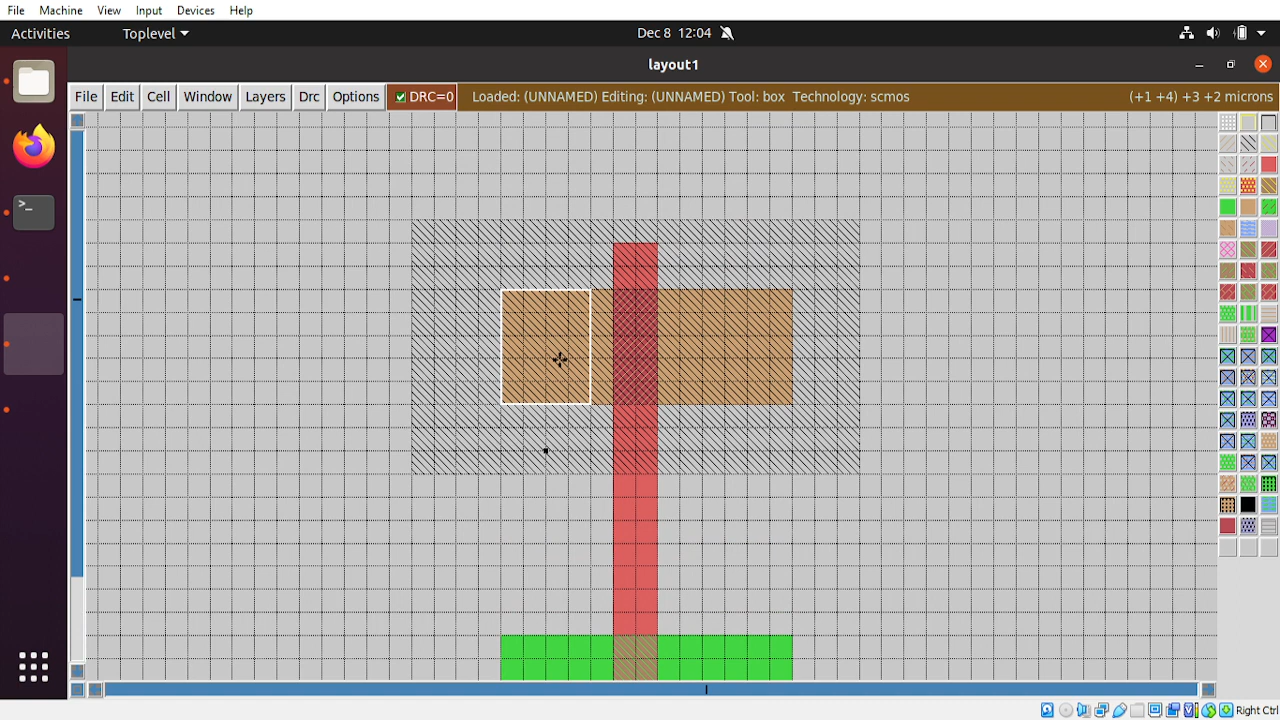 File Machine View Input Devices Help
Activities Toplevel Dec 8 12:04
layout1
File Edit Cell Window Layers Drc Options DRC=0 Loaded: (UNNAMED) Editing: (UNNAMED) Tool: box Technology: scmos (+1 +4) +3 +2 microns
Right Ctrl